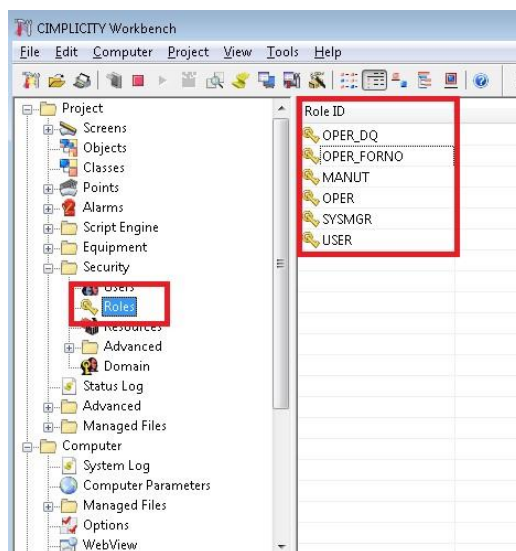 CIMPLICITY Workbench
File Edit Computer Project View Tools Help
Project
Screens
Objects
Classes
Points
Alarms
Script Engine
Equipment
Security
Users
Roles
Resources
Advanced
Domain
Status Log
Advanced
Managed Files
Computer
System Log
Computer Parameters
Managed Files
Options
WebView
Role ID
OPER_DQ
OPER_FORNO
MANUT
OPER
SYSMGR
USER